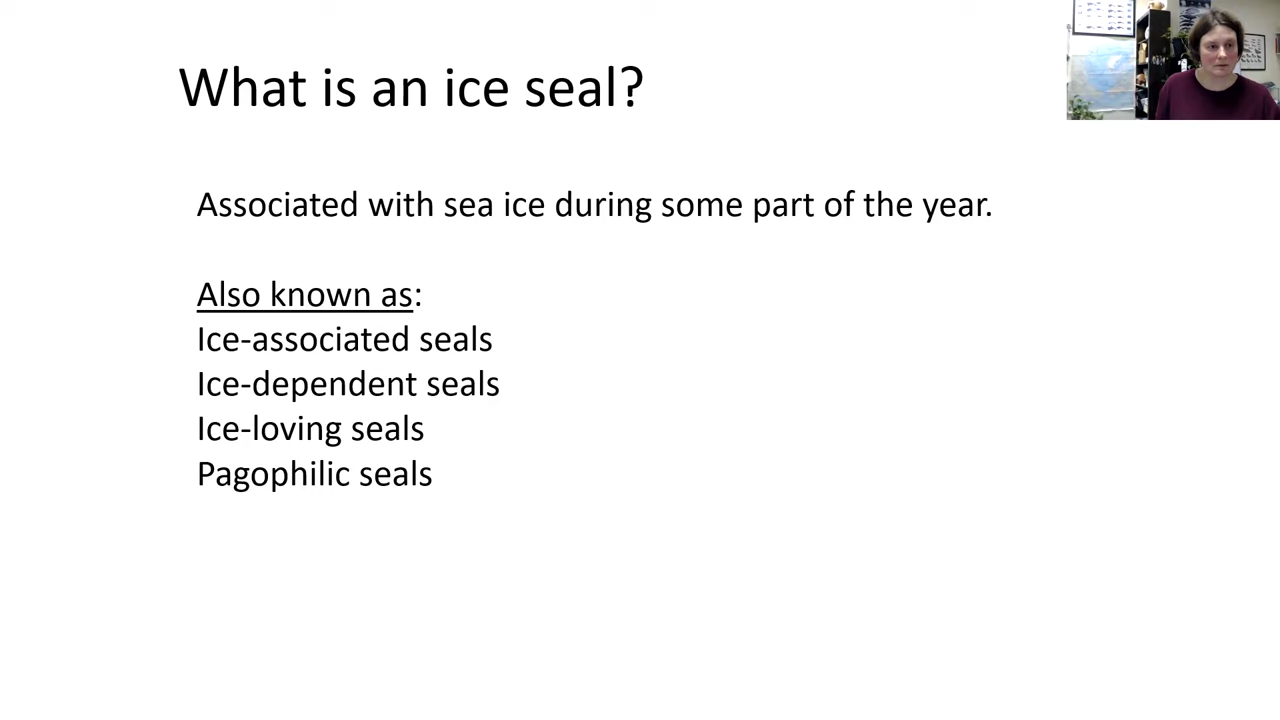 What is an ice seal?
Associated with sea ice during some part of the year.
Also known as:
Ice-associated seals
Ice-dependent seals
Ice-loving seals
Pagophilic seals